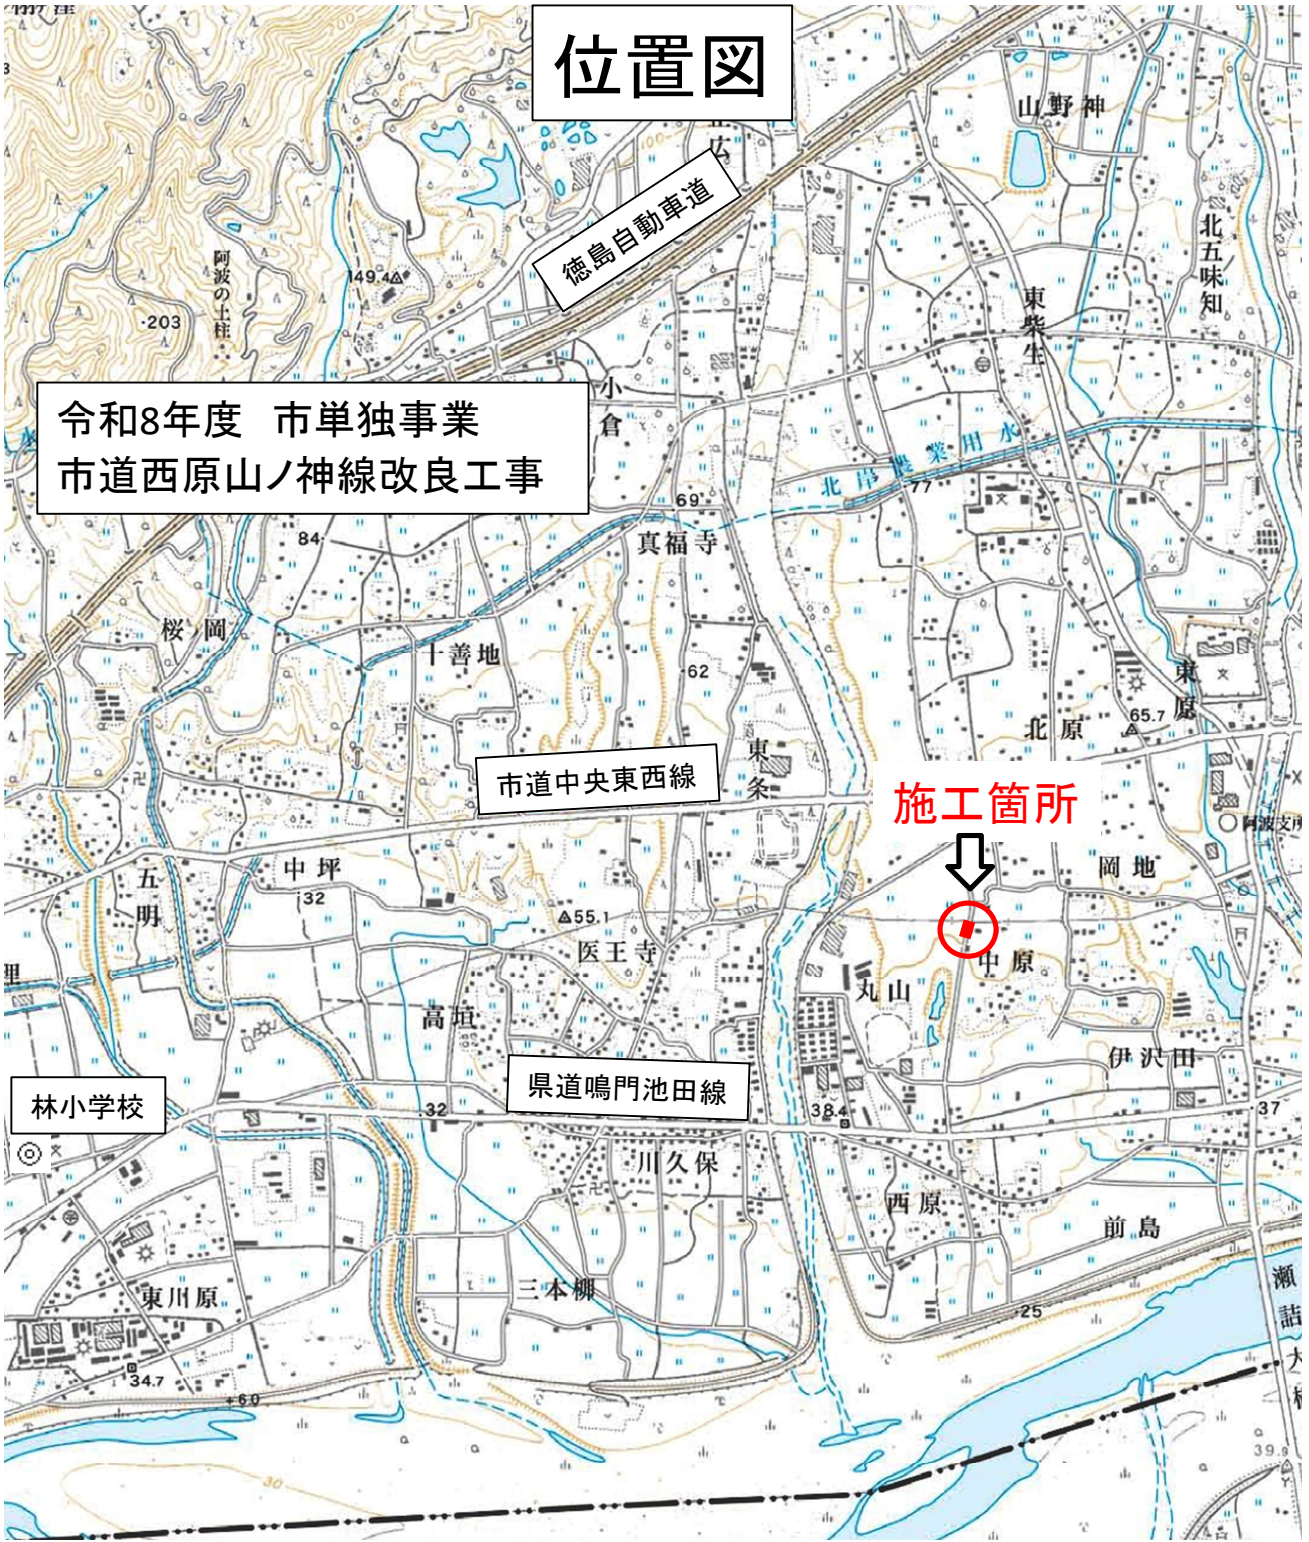 位置図
山野神
広
徳島自動車道
北五味知
阿波の土柱
149.4
203
東柴生
小倉
令和8年度 市単独事業
市道西原山ノ神線改良工事
北岸農業用水
77
69
84
真福寺
桜岡
十善地
62
東原
65.7
北原
東条
市道中央東西線
施工箇所
阿波支所
岡地
中坪
五明
32
55.1
医王寺
中原
丸山
高垣
伊沢田
県道鳴門池田線
林小学校
32
38.4
37
川久保
西原
前島
三本柳
東川原
瀬詰大
25
34.7
60
30
39.9